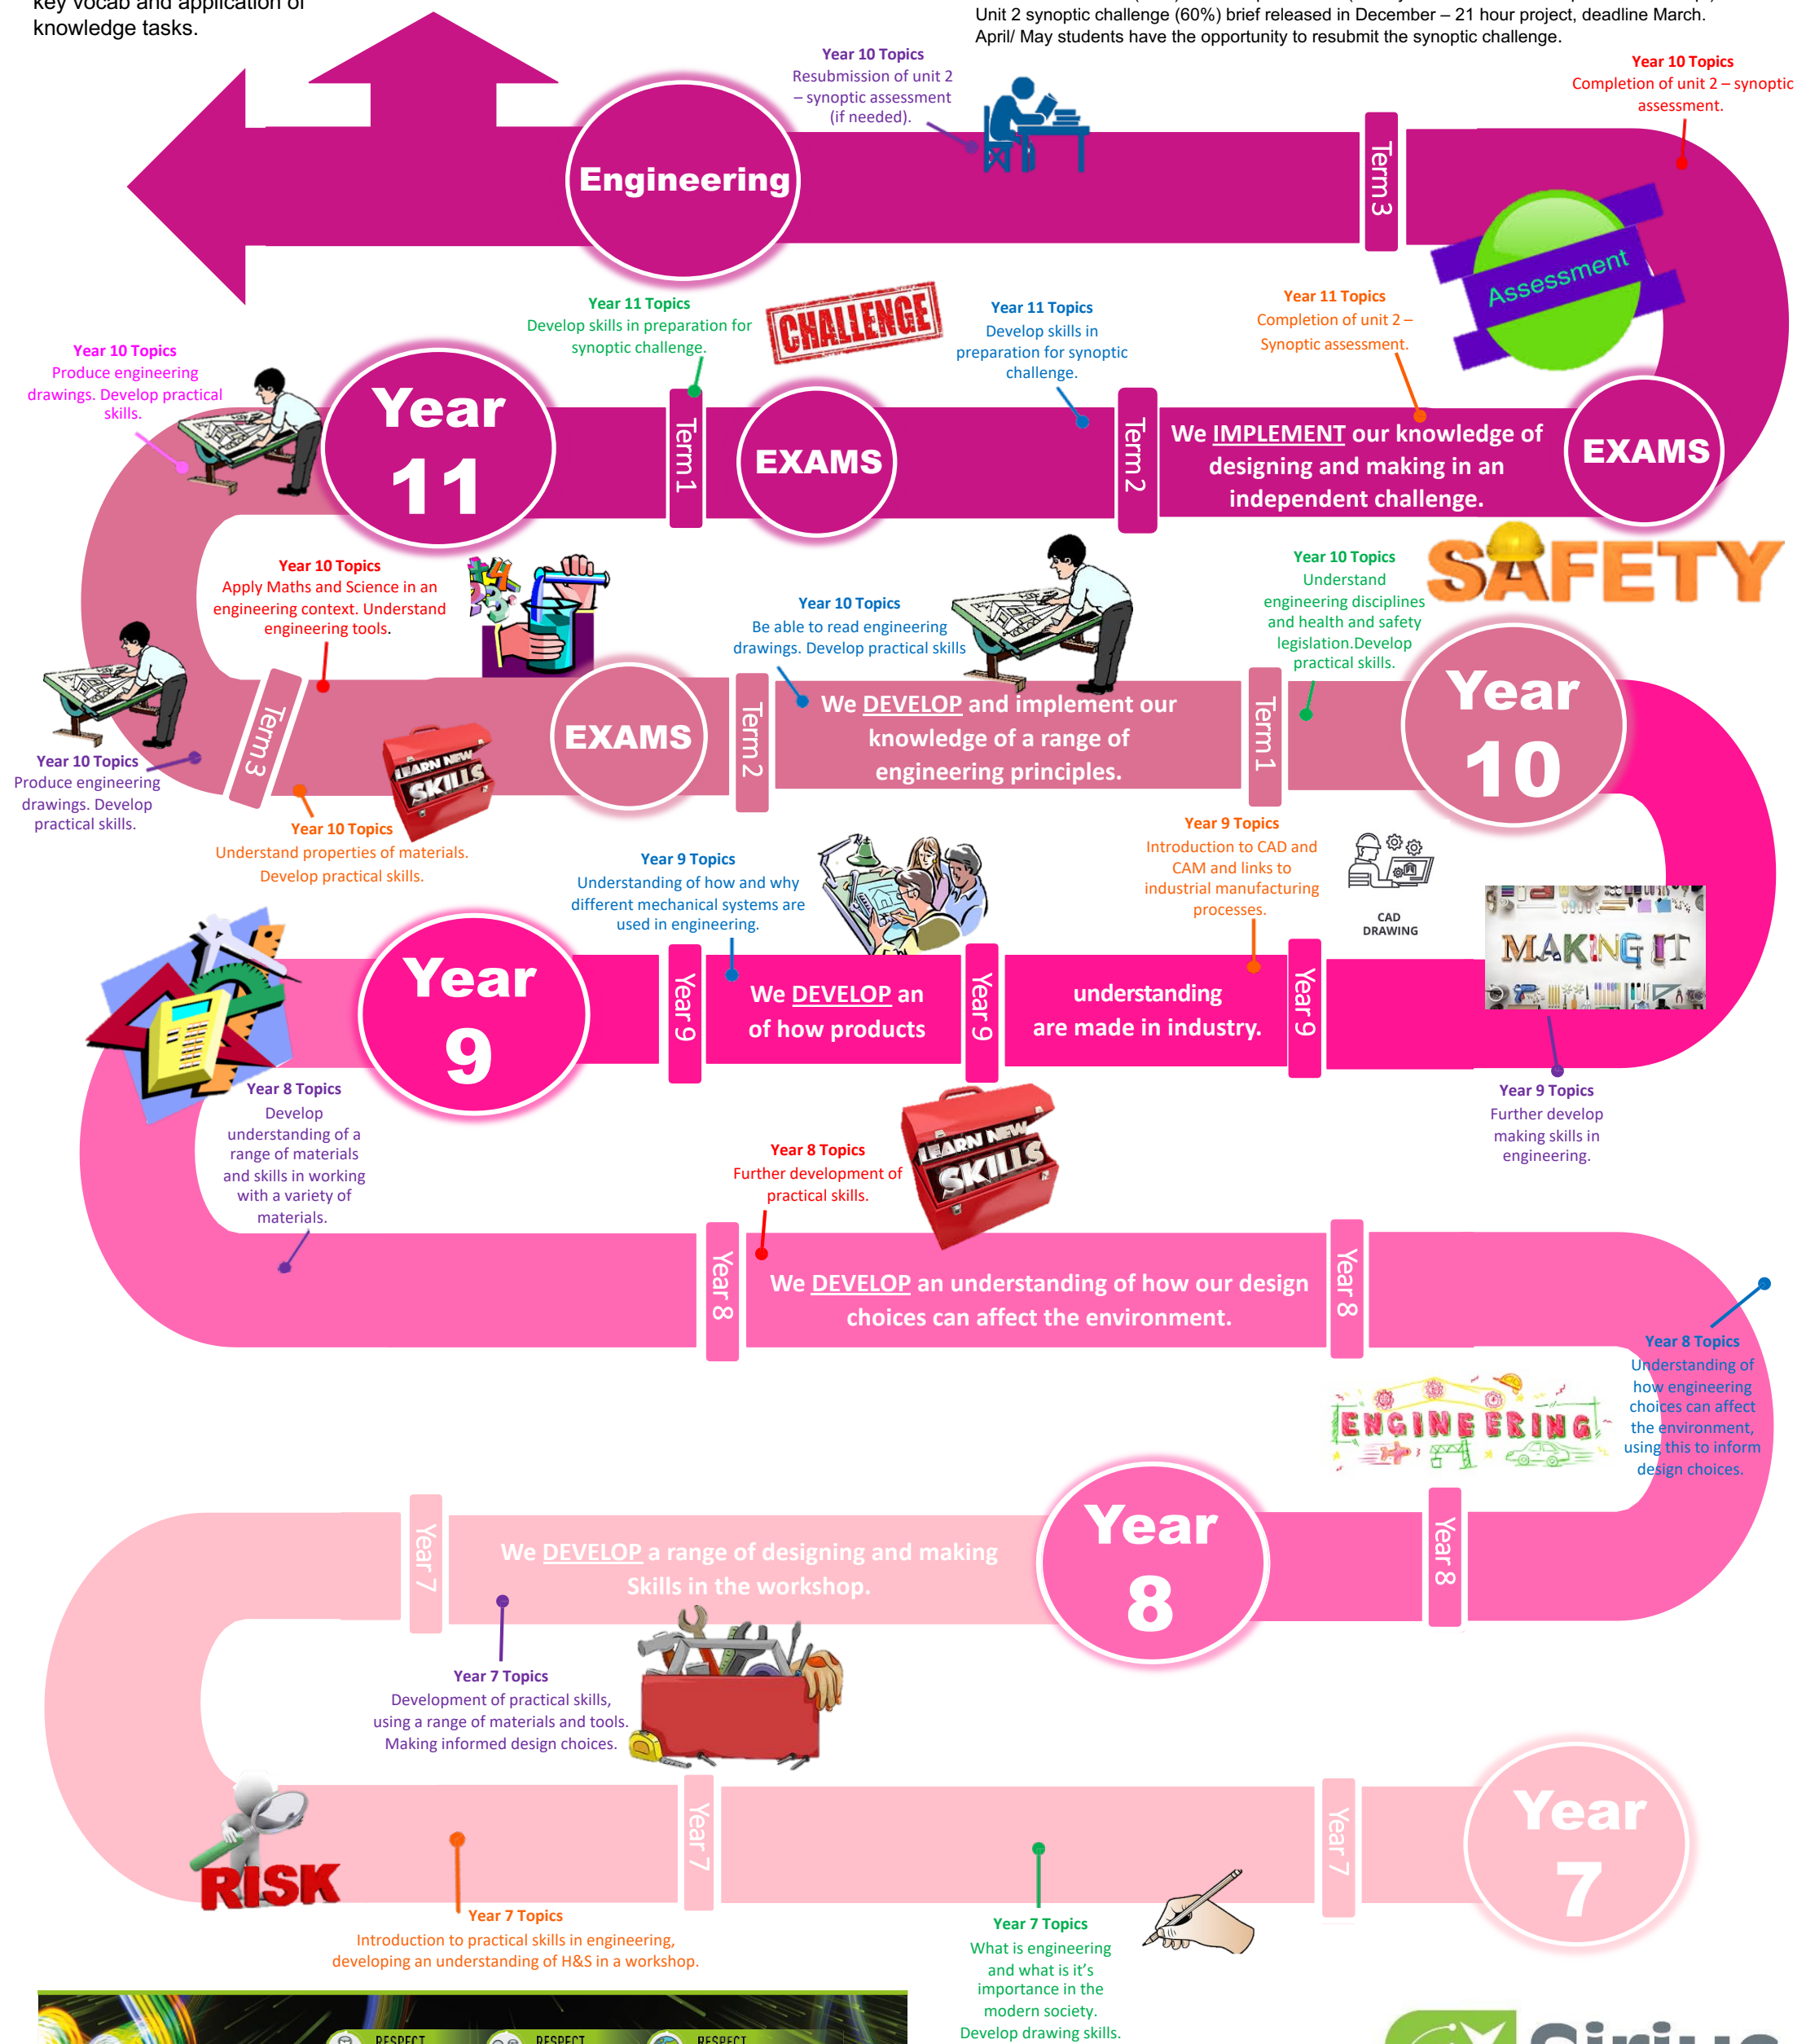 key vocab and application of
knowledge tasks.
Unit 2 synoptic challenge (60%) brief released in December – 21 hour project, deadline March.
April/ May students have the opportunity to resubmit the synoptic challenge.
Year 10 Topics
Resubmission of unit 2
– synoptic assessment
(if needed).
Year 10 Topics
Completion of unit 2 – synoptic
assessment.
Engineering
Term 3
Assessment
Year 11 Topics
Develop skills in preparation for
synoptic challenge.
CHALLENGE
Year 11 Topics
Develop skills in
preparation for synoptic
challenge.
Year 11 Topics
Completion of unit 2 –
Synoptic assessment.
Year 10 Topics
Produce engineering
drawings. Develop practical
skills.
Year
11
Term 1
EXAMS
Term 2
We IMPLEMENT our knowledge of
designing and making in an
independent challenge.
EXAMS
SAFETY
Year 10 Topics
Apply Maths and Science in an
engineering context. Understand
engineering tools.
Year 10 Topics
Be able to read engineering
drawings. Develop practical skills
Year 10 Topics
Understand
engineering disciplines
and health and safety
legislation.Develop
practical skills.
Year 10 Topics
Produce engineering
drawings. Develop
practical skills.
Term 3
LEARN NEW
SKILLS
EXAMS
Term 2
We DEVELOP and implement our
knowledge of a range of
engineering principles.
Term 1
Year
10
Year 10 Topics
Understand properties of materials.
Develop practical skills.
Year 9 Topics
Understanding of how and why
different mechanical systems are
used in engineering.
Year 9 Topics
Introduction to CAD and
CAM and links to
industrial manufacturing
processes.
CAD
DRAWING
MAKING IT
Year
9
Year 9
We DEVELOP an
of how products
Year 9
understanding
are made in industry.
Year 9
Year 9 Topics
Further develop
making skills in
engineering.
Year 8 Topics
Develop
understanding of a
range of materials
and skills in working
with a variety of
materials.
Year 8 Topics
Further development of
practical skills.
LEARN NEW
SKILLS
Year 8
We DEVELOP an understanding of how our design
choices can affect the environment.
Year 8
Year 8 Topics
Understanding of
how engineering
choices can affect
the environment,
using this to inform
design choices.
ENGINEERING
Year 7
We DEVELOP a range of designing and making
Skills in the workshop.
Year
8
Year 8
Year 7 Topics
Development of practical skills,
using a range of materials and tools.
Making informed design choices.
RISK
Year 7
Year 7
Year
7
Year 7 Topics
Introduction to practical skills in engineering,
developing an understanding of H&S in a workshop.
Year 7 Topics
What is engineering
and what is it's
importance in the
modern society.
Develop drawing skills.
RESPECT
RESPECT
RESPECT
Sirius